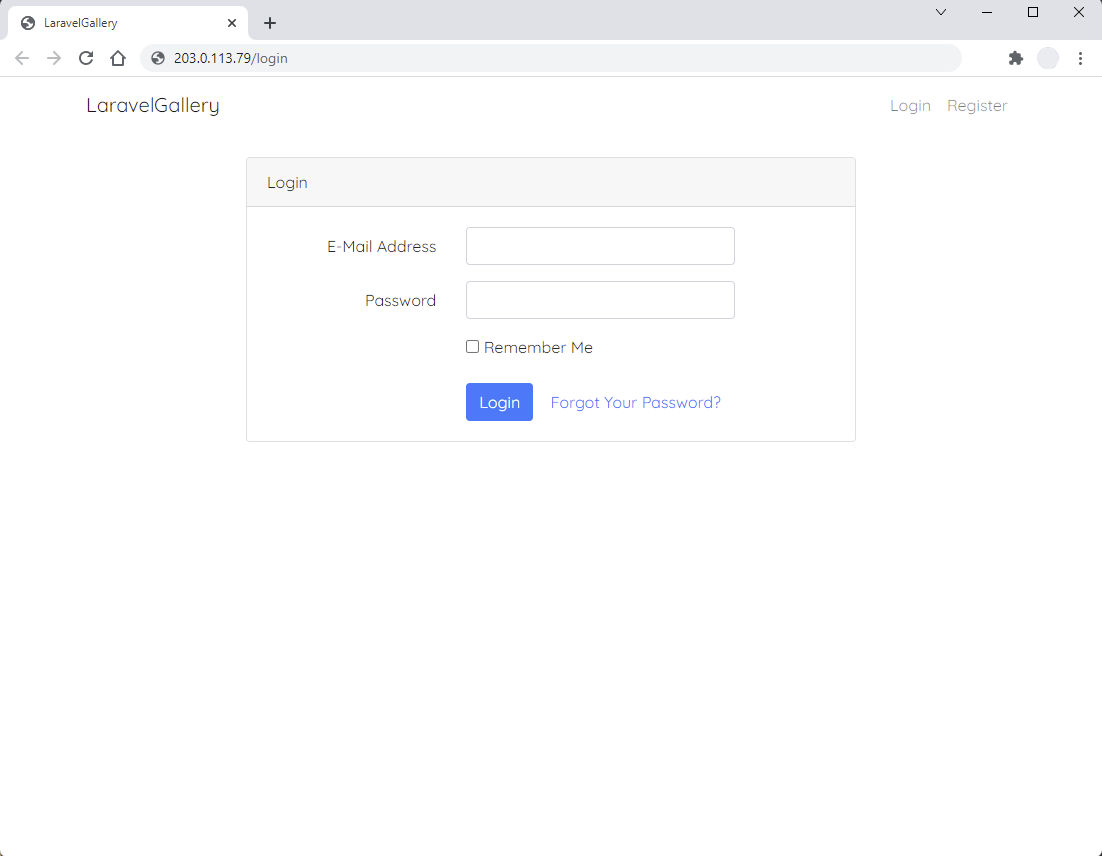 LaravelGallery
203.0.113.79/login
LaravelGallery Login Register
Login
E-Mail Address
Password
Remember Me
Login Forgot Your Password?